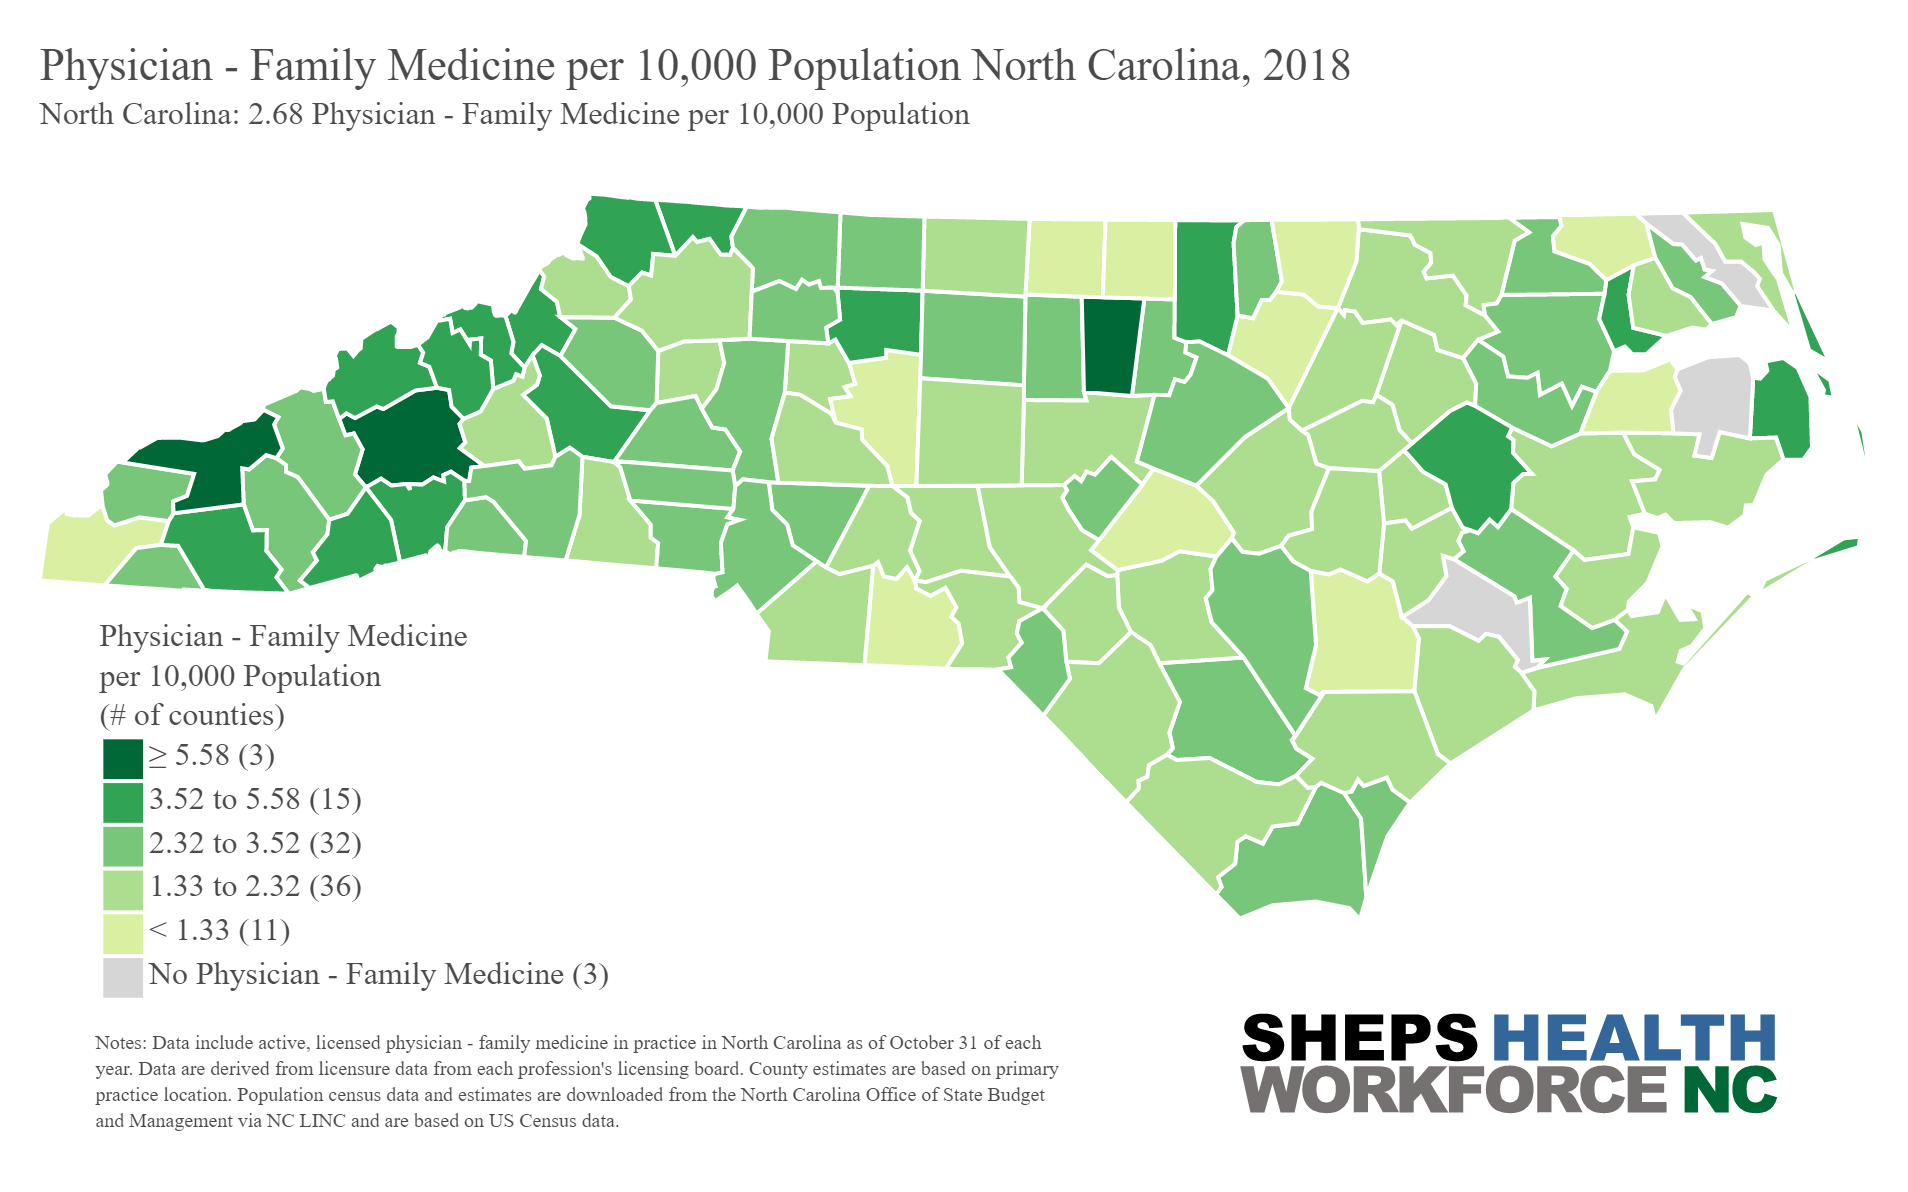 Physician - Family Medicine per 10,000 Population North Carolina, 2018
North Carolina: 2.68 Physician - Family Medicine per 10,000 Population
Physician - Family Medicine
per 10,000 Population
(# of counties)
≥ 5.58 (3)
3.52 to 5.58 (15)
2.32 to 3.52 (32)
1.33 to 2.32 (36)
< 1.33 (11)
No Physician - Family Medicine (3)
Notes: Data include active, licensed physician - family medicine in practice in North Carolina as of October 31 of each
year. Data are derived from licensure data from each profession's licensing board. County estimates are based on primary
practice location. Population census data and estimates are downloaded from the North Carolina Office of State Budget
and Management via NC LINC and are based on US Census data.
SHEPS HEALTH
WORKFORCE NC